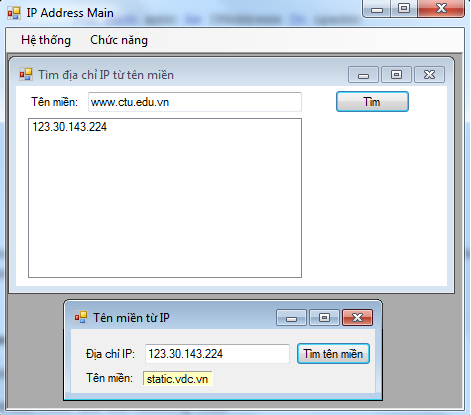 IP Address Main
Hệ thống Chức năng
Tìm địa chỉ IP từ tên miền
Tên miền: www.ctu.edu.vn Tìm
123.30.143.224
Tên miền từ IP
Địa chỉ IP: 123.30.143.224 Tìm tên miền
Tên miền: static.vdc.vn